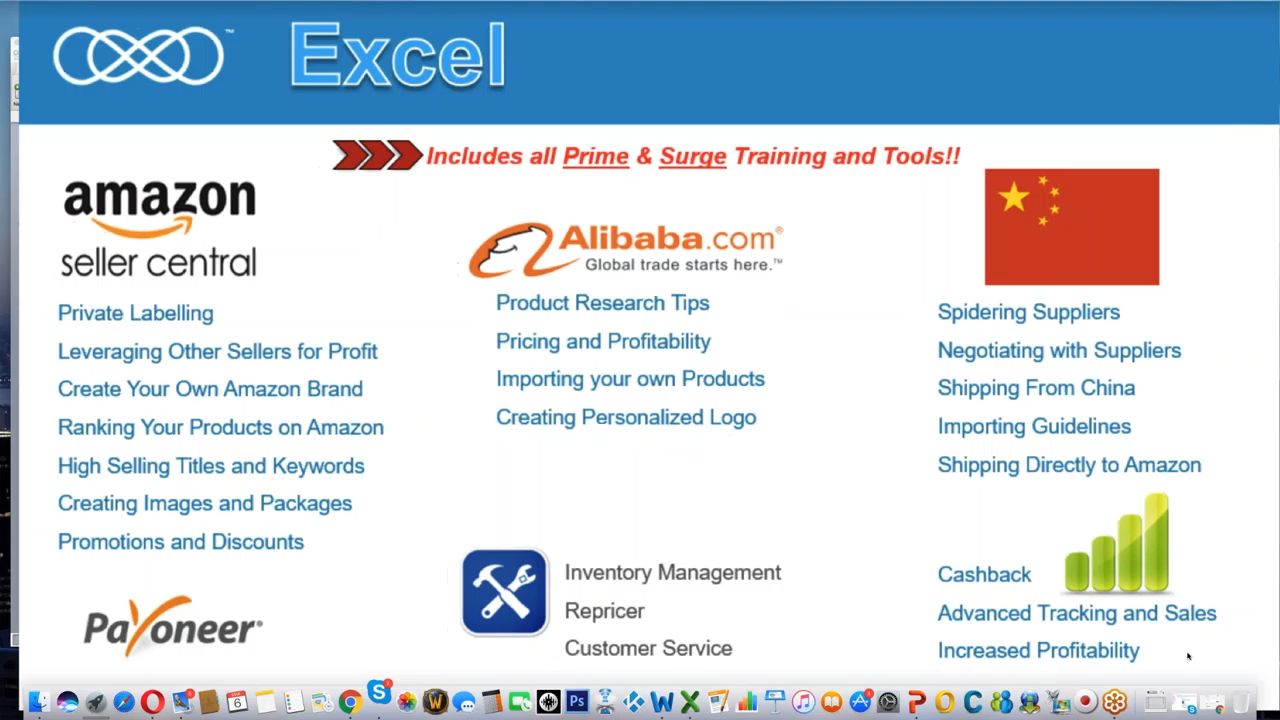 ™
Excel
Includes all Prime & Surge Training and Tools!!
amazon
seller central
Private Labelling
Leveraging Other Sellers for Profit
Create Your Own Amazon Brand
Ranking Your Products on Amazon
High Selling Titles and Keywords
Creating Images and Packages
Promotions and Discounts
Payoneer®
Alibaba.com®
Global trade starts here.™
Product Research Tips
Pricing and Profitability
Importing your own Products
Creating Personalized Logo
Inventory Management
Repricer
Customer Service
Spidering Suppliers
Negotiating with Suppliers
Shipping From China
Importing Guidelines
Shipping Directly to Amazon
Cashback
Advanced Tracking and Sales
Increased Profitability